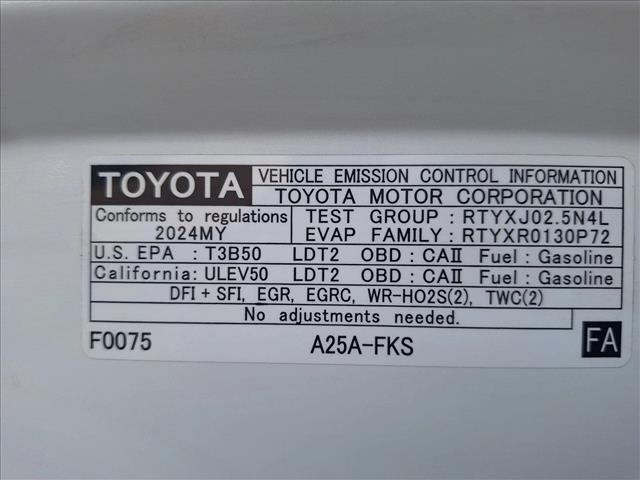 TOYOTA VEHICLE EMISSION CONTROL INFORMATION
TOYOTA MOTOR CORPORATION
Conforms to regulations
2024MY
TEST GROUP : RTYXJ02.5N4L
EVAP FAMILY : RTYXR0130P72
U.S. EPA : T3B50 LDT2 OBD : CAII Fuel : Gasoline
California: ULEV50 LDT2 OBD : CAII Fuel : Gasoline
DFI + SFI, EGR, EGRC, WR-HO2S(2), TWC(2)
No adjustments needed.
F0075 A25A-FKS FA